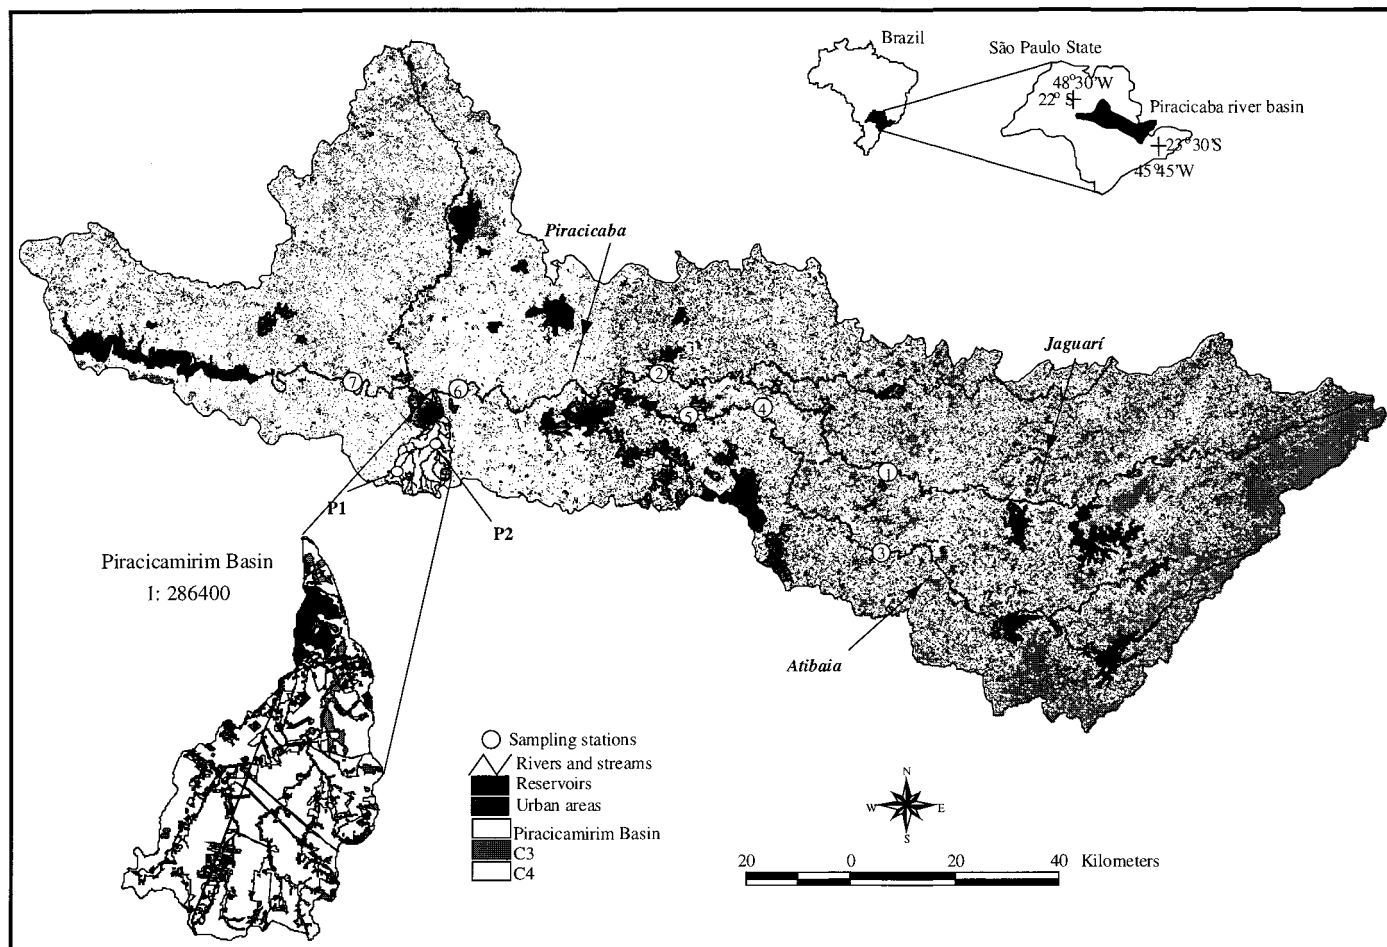 Brazil
São Paulo State
48°30'W
22° S
Piracicaba river basin
23°30'S
45°45'W
Piracicaba
Jaguarí
7
6
2
5
4
1
3
P1
P2
Piracicamirim Basin
1: 286400
Atibaia
Sampling stations
Rivers and streams
Reservoirs
Urban areas
Piracicamirim Basin
C3
C4
N
W
E
S
20 0 20 40 Kilometers